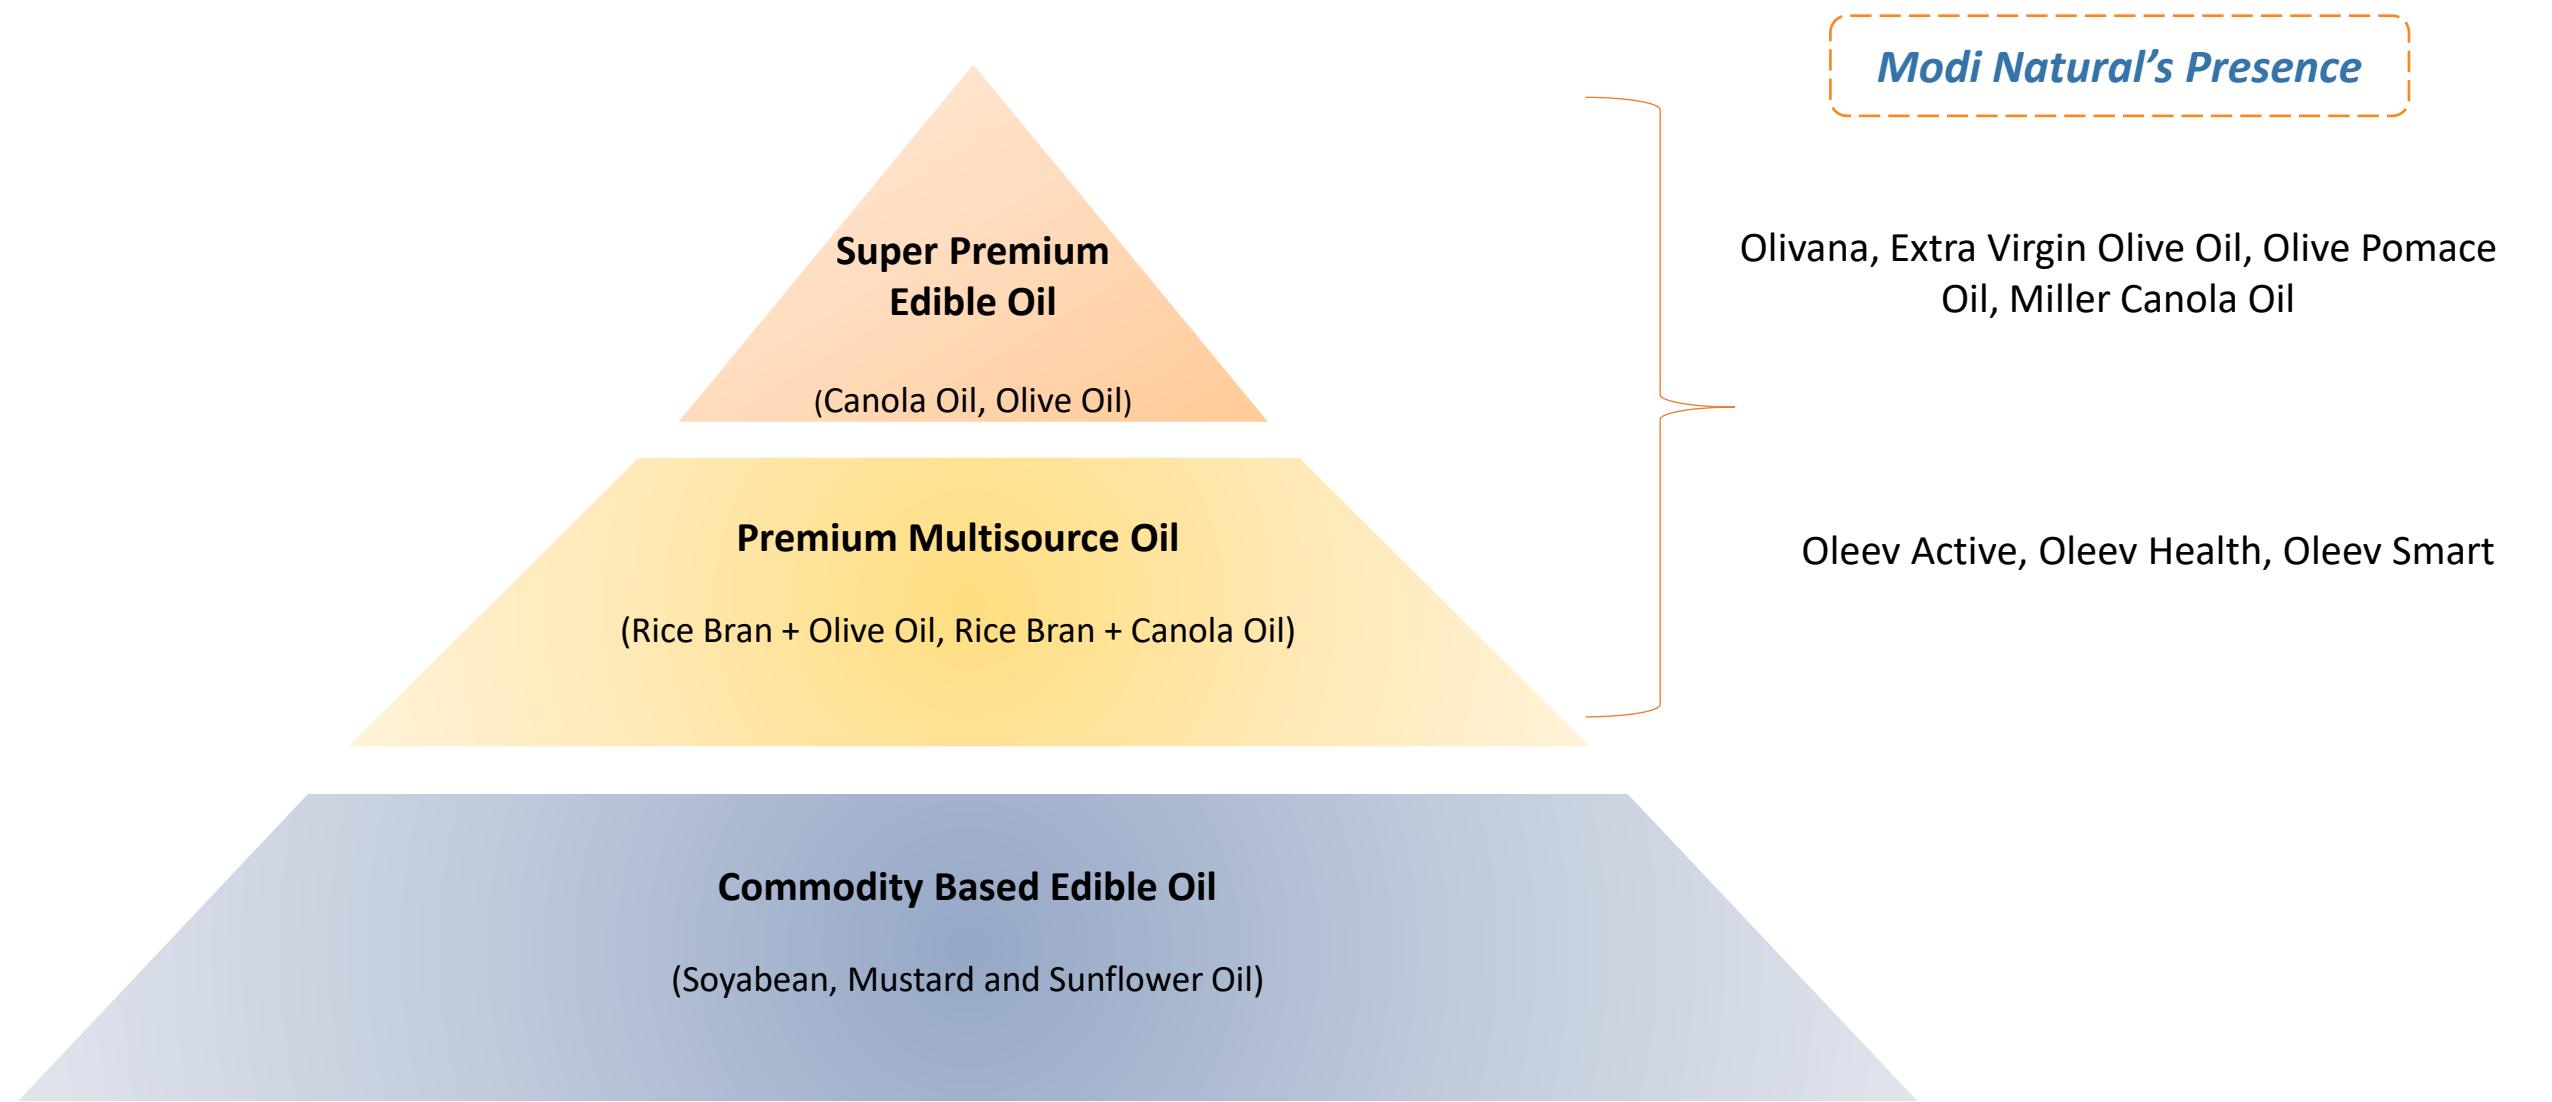 Modi Natural’s Presence
Super Premium
Edible Oil
(Canola Oil, Olive Oil)
Olivana, Extra Virgin Olive Oil, Olive Pomace
Oil, Miller Canola Oil
Premium Multisource Oil
(Rice Bran + Olive Oil, Rice Bran + Canola Oil)
Oleev Active, Oleev Health, Oleev Smart
Commodity Based Edible Oil
(Soyabean, Mustard and Sunflower Oil)